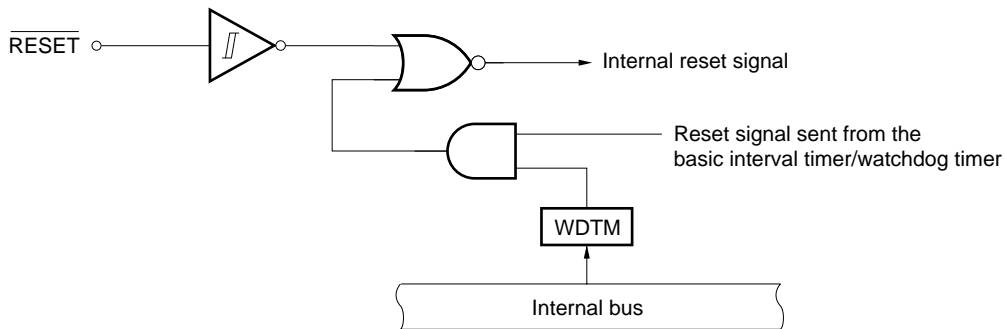 RESET
Internal reset signal
Reset signal sent from the
basic interval timer/watchdog timer
WDTM
Internal bus